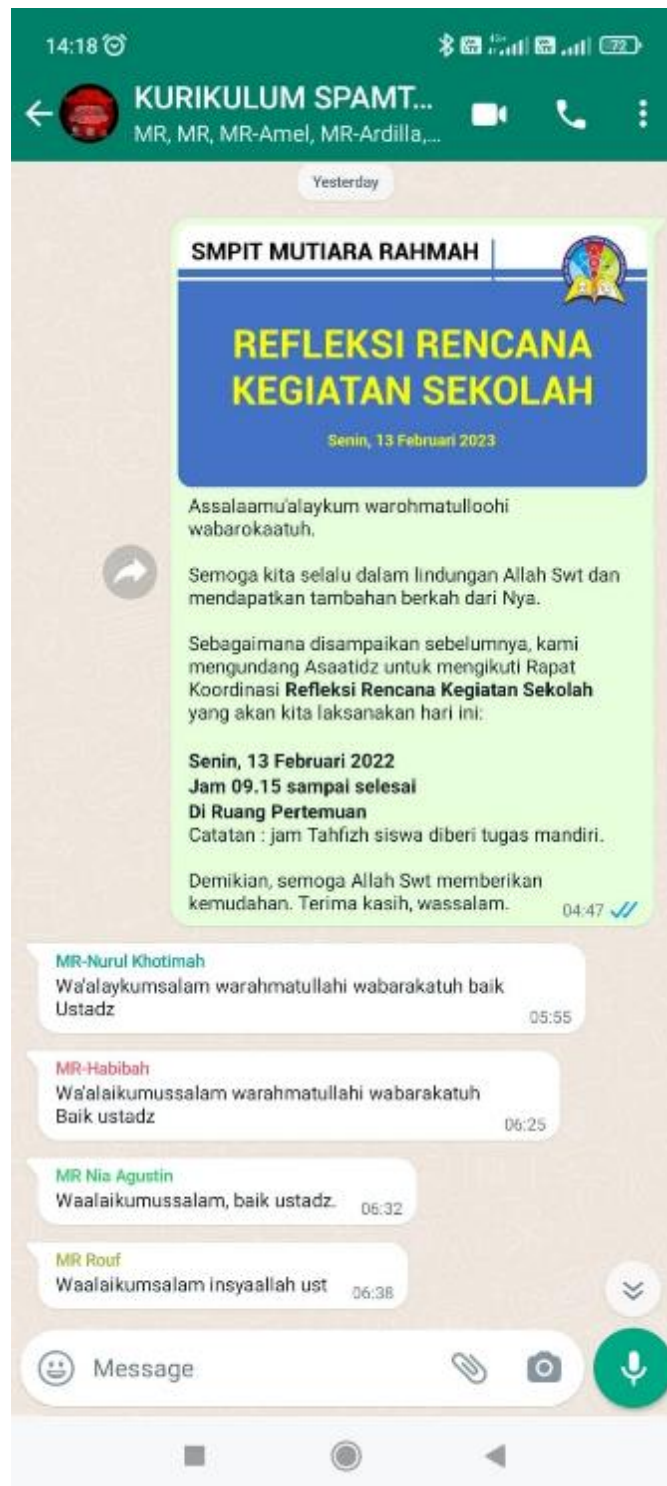 14:18
72
KURIKULUM SPAMT...
MR, MR, MR-Amel, MR-Ardilla,...
Yesterday
SMPIT MUTIARA RAHMAH
REFLEKSI RENCANA
KEGIATAN SEKOLAH
Senin, 13 Februari 2023
Assalaamu'alaykum warohmatulloohi
wabarokaatuh.
Semoga kita selalu dalam lindungan Allah Swt dan
mendapatkan tambahan berkah dari Nya.
Sebagaimana disampaikan sebelumnya, kami
mengundang Asaatidz untuk mengikuti Rapat
Koordinasi Refleksi Rencana Kegiatan Sekolah
yang akan kita laksanakan hari ini:
Senin, 13 Februari 2022
Jam 09.15 sampai selesai
Di Ruang Pertemuan
Catatan : jam Tahfizh siswa diberi tugas mandiri.
Demikian, semoga Allah Swt memberikan
kemudahan. Terima kasih, wassalam.
04:47
MR-Nurul Khotimah
Wa'alaykumsalam warahmatullahi wabarakatuh baik
Ustadz
05:55
MR-Habibah
Wa'alaikumussalam warahmatullahi wabarakatuh
Baik ustadz
06:25
MR Nia Agustin
Waalaikumussalam, baik ustadz.
06:32
MR Rouf
Waalaikumsalam insyaallah ust
06:38
Message